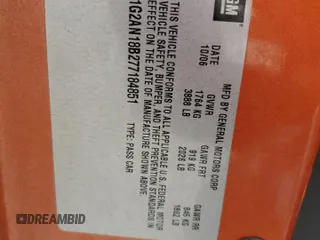 GM
MFD BY GENERAL MOTORS CORP
DATE GVWR GAWR FRT GAWR RR
10/06 1764 KG 919 KG 845 KG
3888 LB 2026 LB 1862 LB
THIS VEHICLE CONFORMS TO ALL APPLICABLE U.S. FEDERAL MOTOR
VEHICLE SAFETY, BUMPER, AND THEFT PREVENTION STANDARDS IN
EFFECT ON THE DATE OF MANUFACTURE SHOWN ABOVE.
1G2AN18B277184851 TYPE: PASS CAR
DREAMBID